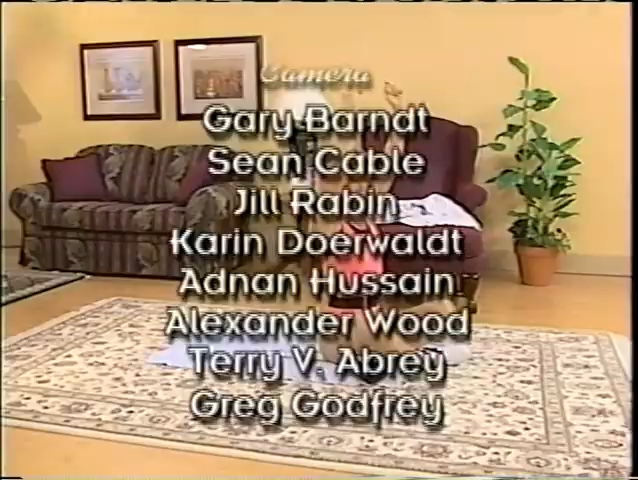 Camera
Gary Barndt
Sean Cable
Jill Rabin
Karin Doerwaldt
Adnan Hussain
Alexander Wood
Terry V. Abrey
Greg Godfrey